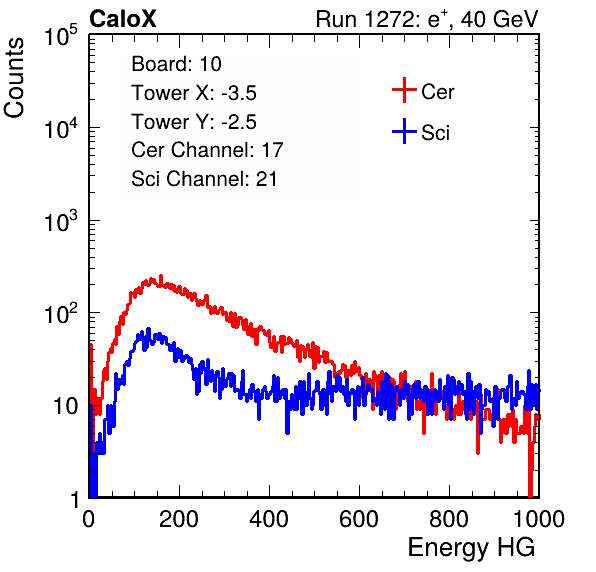 CaloX Run 1272: e⁺, 40 GeV
Counts
10⁵
10⁴
10³
10²
10
1
Board: 10
Tower X: -3.5
Tower Y: -2.5
Cer Channel: 17
Sci Channel: 21
Cer
Sci
0 200 400 600 800 1000
Energy HG